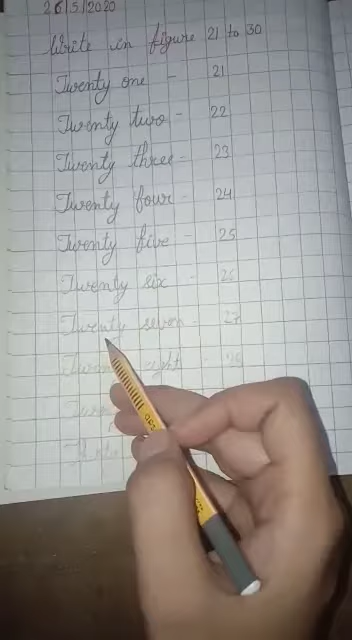 26/5/2020
Write in figure 21 to 30
Twenty one - 21
Twenty two - 22
Twenty three - 23
Twenty four - 24
Twenty five - 25
Twenty six - 26
Twenty seven - 27